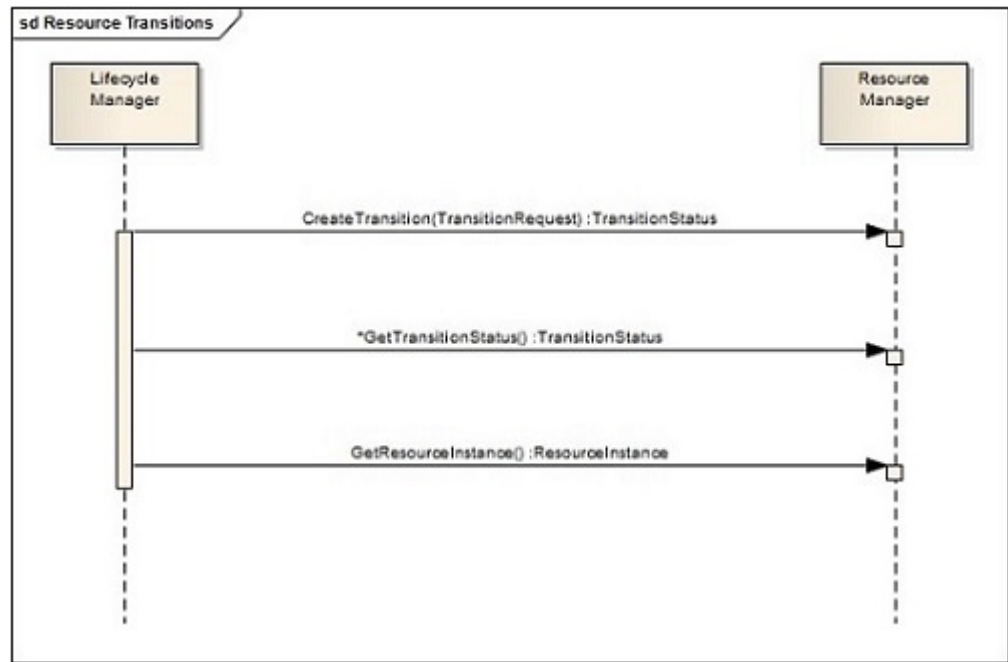 sd Resource Transitions
Lifecycle
Manager
Resource
Manager
CreateTransition(TransitionRequest) :TransitionStatus
*GetTransitionStatus() :TransitionStatus
GetResourceInstance() :ResourceInstance